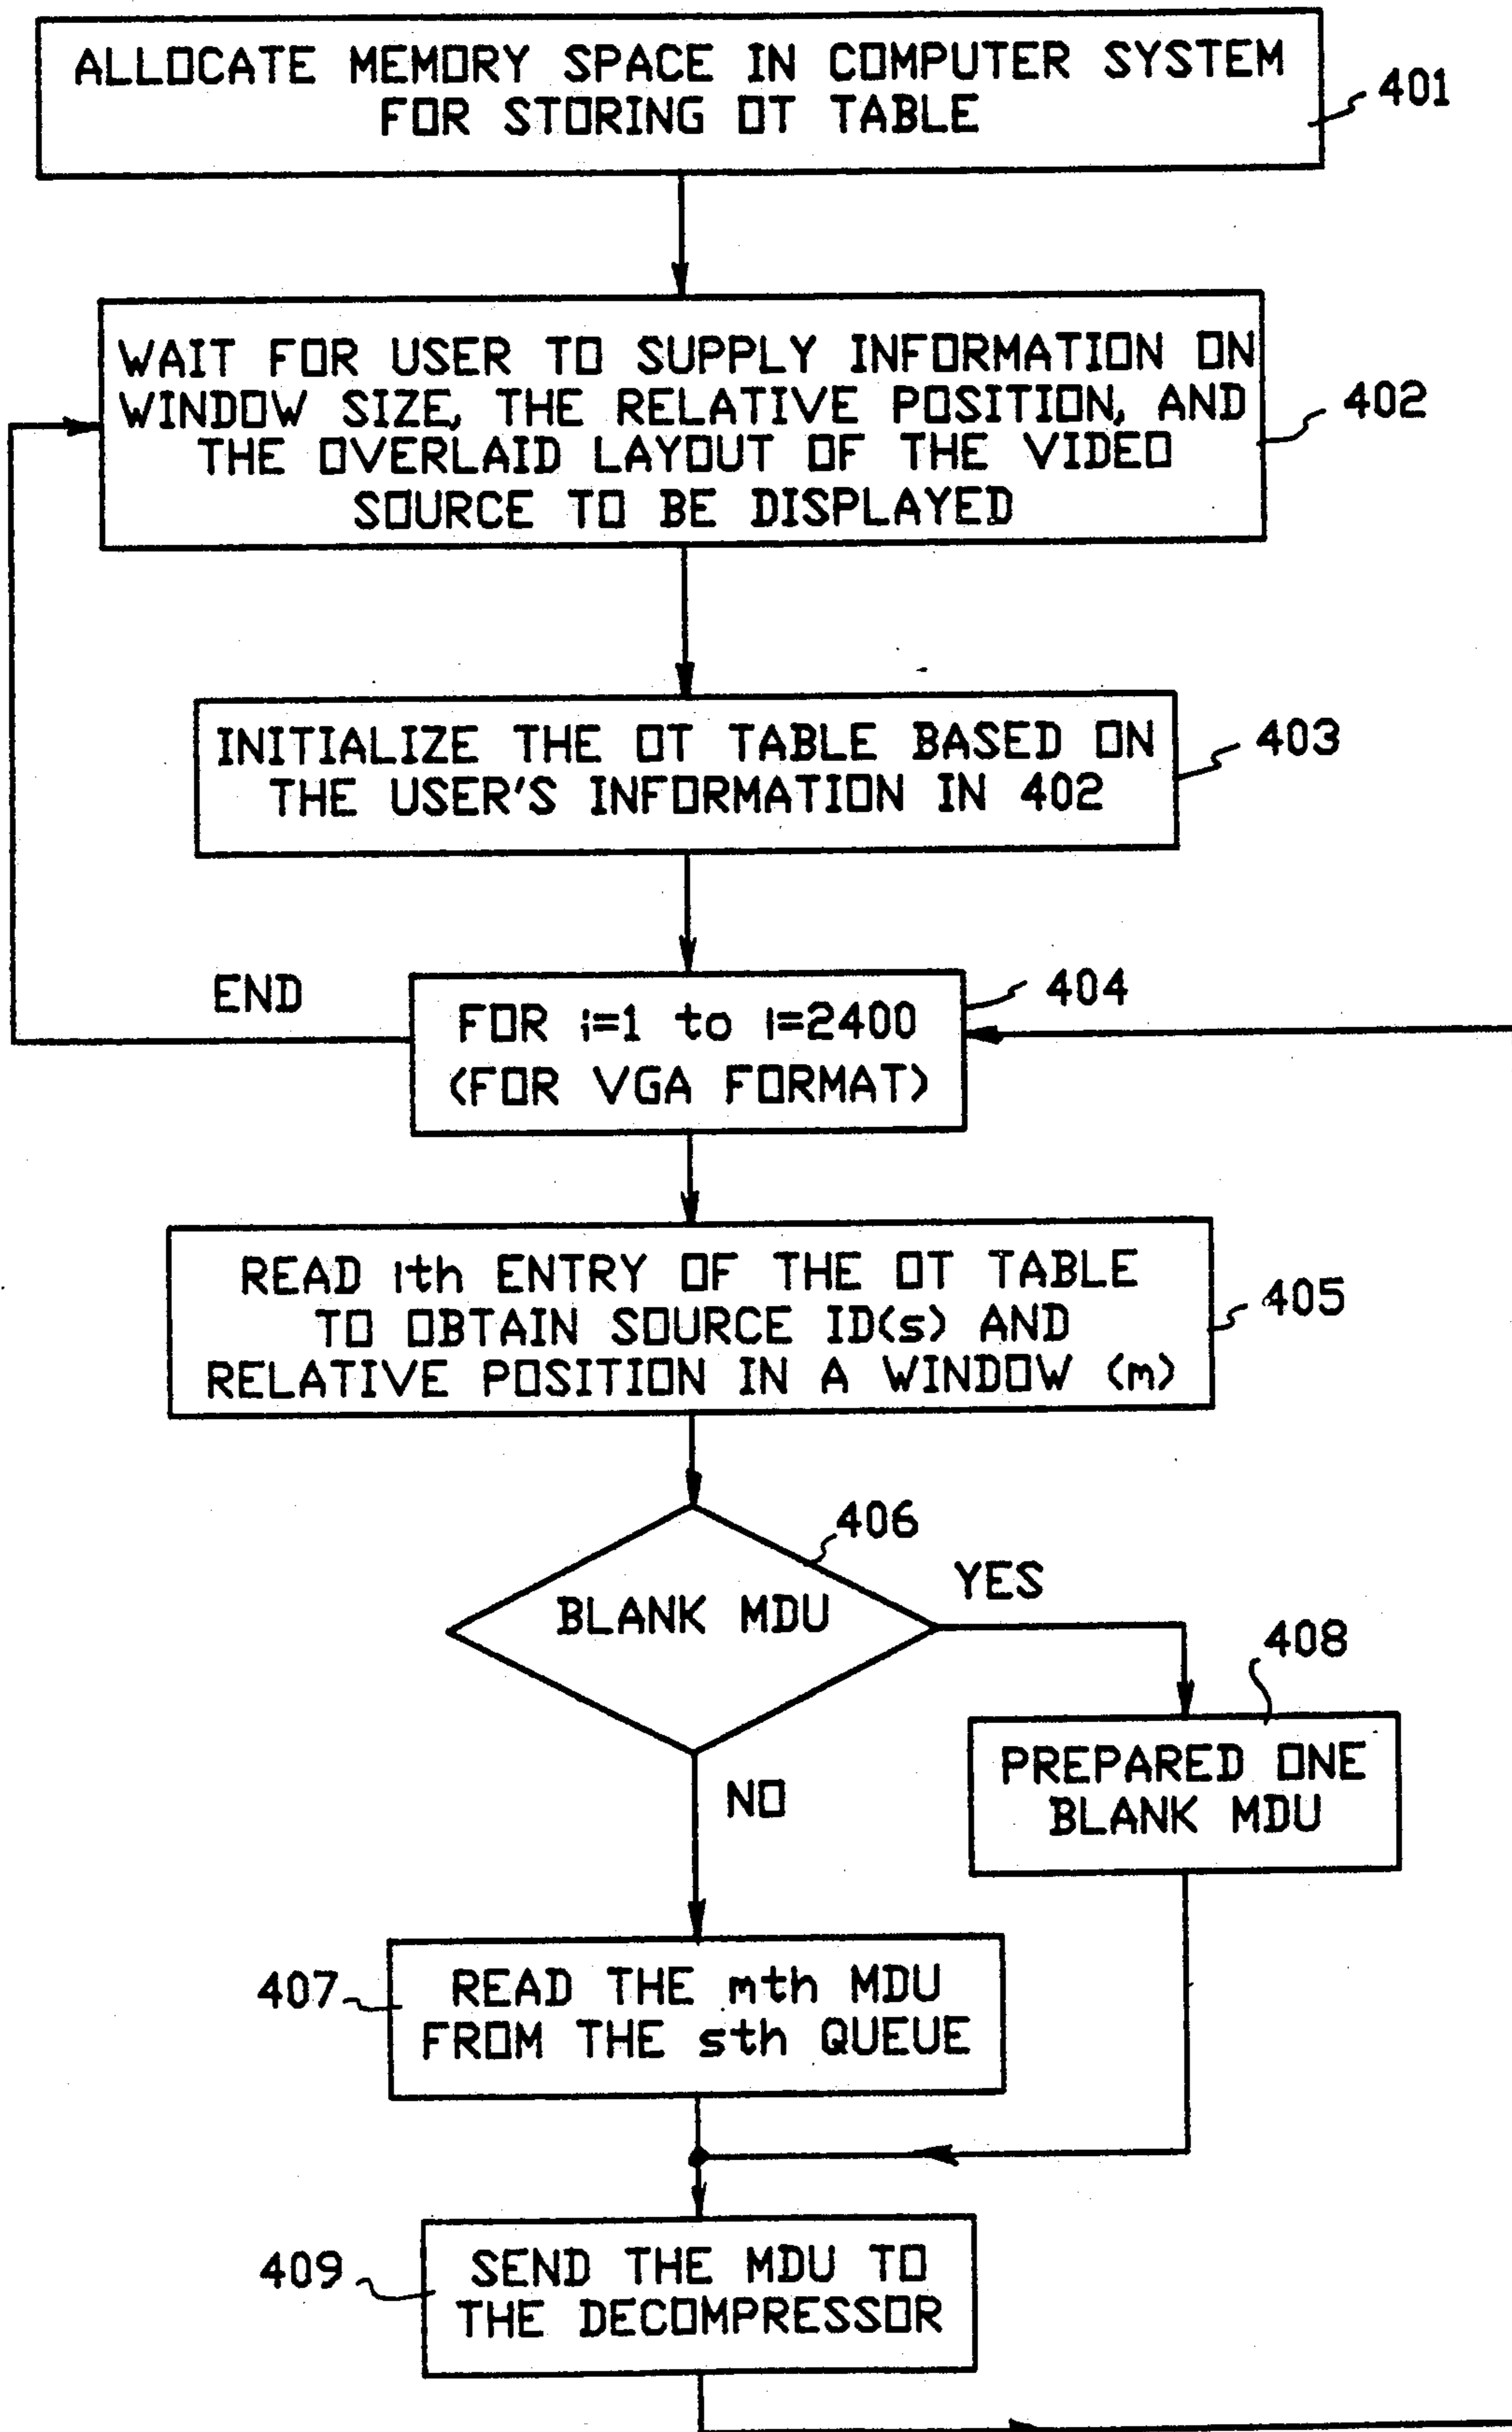 ALLOCATE MEMORY SPACE IN COMPUTER SYSTEM
FOR STORING OT TABLE
401
WAIT FOR USER TO SUPPLY INFORMATION ON
WINDOW SIZE, THE RELATIVE POSITION, AND
THE OVERLAID LAYOUT OF THE VIDEO
SOURCE TO BE DISPLAYED
402
INITIALIZE THE OT TABLE BASED ON
THE USER'S INFORMATION IN 402
403
END
FOR i=1 to i=2400
(FOR VGA FORMAT)
404
READ ith ENTRY OF THE OT TABLE
TO OBTAIN SOURCE ID(s) AND
RELATIVE POSITION IN A WINDOW (m)
405
406
BLANK MDU
YES
NO
408
PREPARED ONE
BLANK MDU
407
READ THE mth MDU
FROM THE sth QUEUE
409
SEND THE MDU TO
THE DECOMPRESSOR